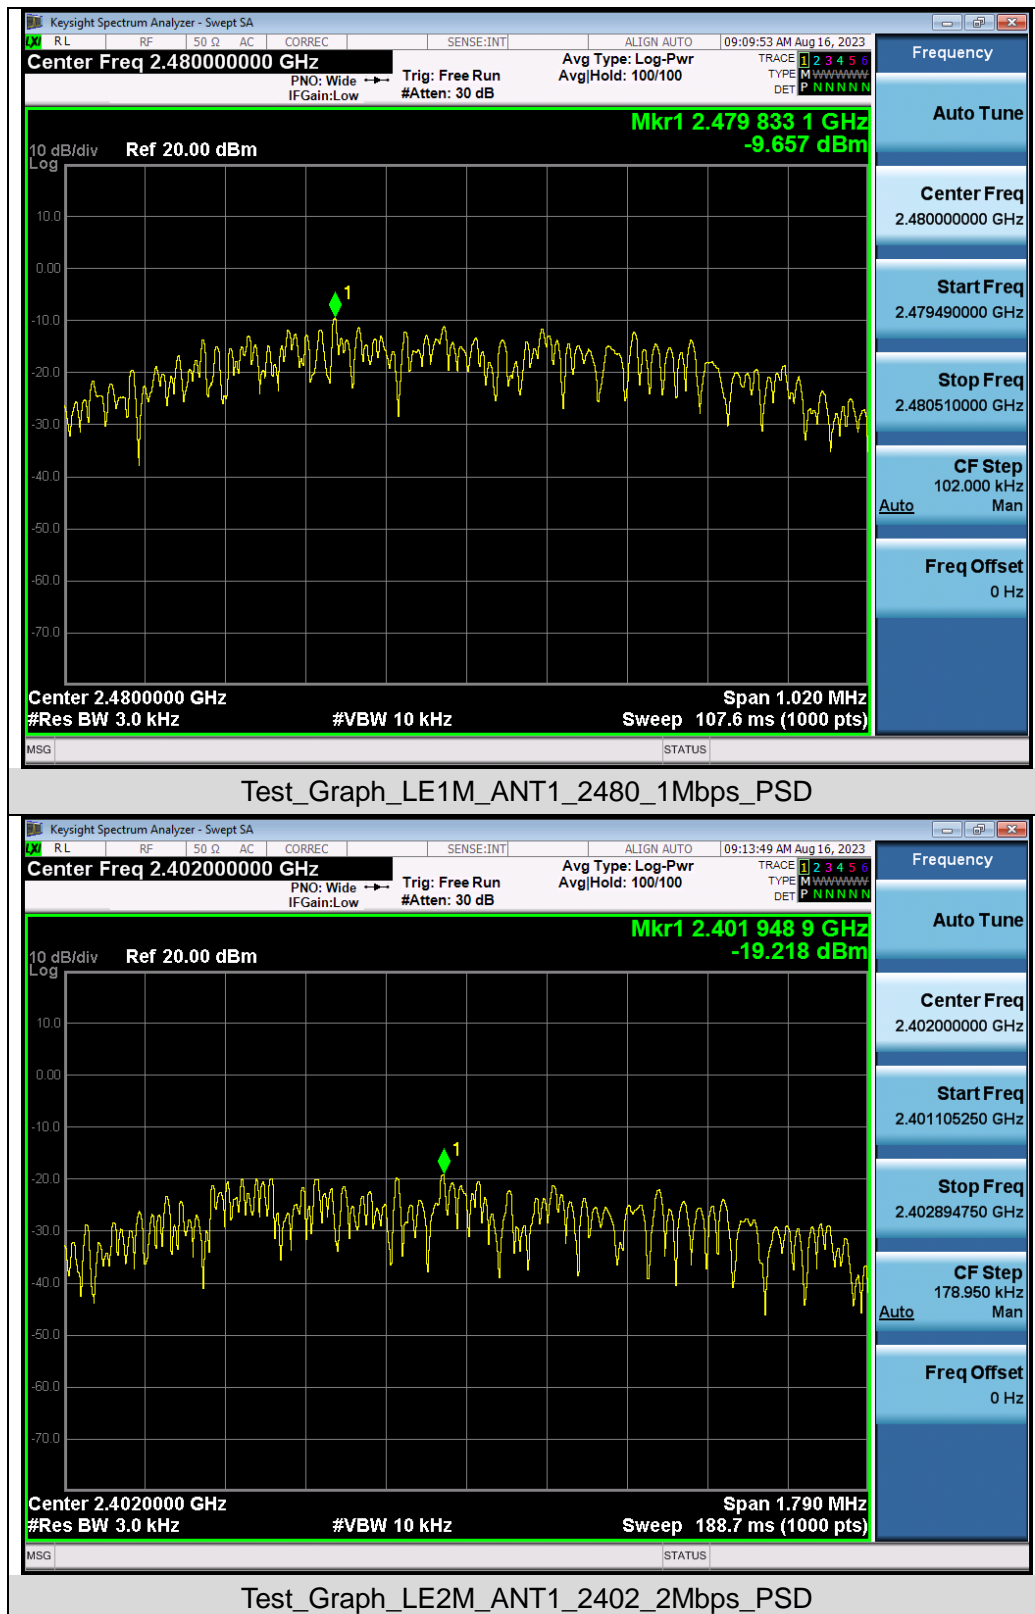 Keysight Spectrum Analyzer - Swept SA
LXI RL RF 50 Ω AC CORREC SENSE:INT ALIGN AUTO 09:09:53 AM Aug 16, 2023
Center Freq 2.480000000 GHz
PNO: Wide
IFGain:Low
Trig: Free Run
#Atten: 30 dB
Avg Type: Log-Pwr
Avg|Hold: 100/100
TRACE 1 2 3 4 5 6
TYPE M WWWWW
DET P N N N N N
Mkr1 2.479 833 1 GHz
-9.657 dBm
10 dB/div Ref 20.00 dBm
Log
10.0
0.00
-10.0
-20.0
-30.0
-40.0
-50.0
-60.0
-70.0
1
Center 2.4800000 GHz Span 1.020 MHz
#Res BW 3.0 kHz #VBW 10 kHz Sweep 107.6 ms (1000 pts)
MSG STATUS
Frequency
Auto Tune
Center Freq
2.480000000 GHz
Start Freq
2.479490000 GHz
Stop Freq
2.480510000 GHz
CF Step
102.000 kHz
Auto Man
Freq Offset
0 Hz
Test_Graph_LE1M_ANT1_2480_1Mbps_PSD
Keysight Spectrum Analyzer - Swept SA
LXI RL RF 50 Ω AC CORREC SENSE:INT ALIGN AUTO 09:13:49 AM Aug 16, 2023
Center Freq 2.402000000 GHz
PNO: Wide
IFGain:Low
Trig: Free Run
#Atten: 30 dB
Avg Type: Log-Pwr
Avg|Hold: 100/100
TRACE 1 2 3 4 5 6
TYPE M WWWWW
DET P N N N N N
Mkr1 2.401 948 9 GHz
-19.218 dBm
10 dB/div Ref 20.00 dBm
Log
10.0
0.00
-10.0
-20.0
-30.0
-40.0
-50.0
-60.0
-70.0
1
Center 2.4020000 GHz Span 1.790 MHz
#Res BW 3.0 kHz #VBW 10 kHz Sweep 188.7 ms (1000 pts)
MSG STATUS
Frequency
Auto Tune
Center Freq
2.402000000 GHz
Start Freq
2.401105250 GHz
Stop Freq
2.402894750 GHz
CF Step
178.950 kHz
Auto Man
Freq Offset
0 Hz
Test_Graph_LE2M_ANT1_2402_2Mbps_PSD